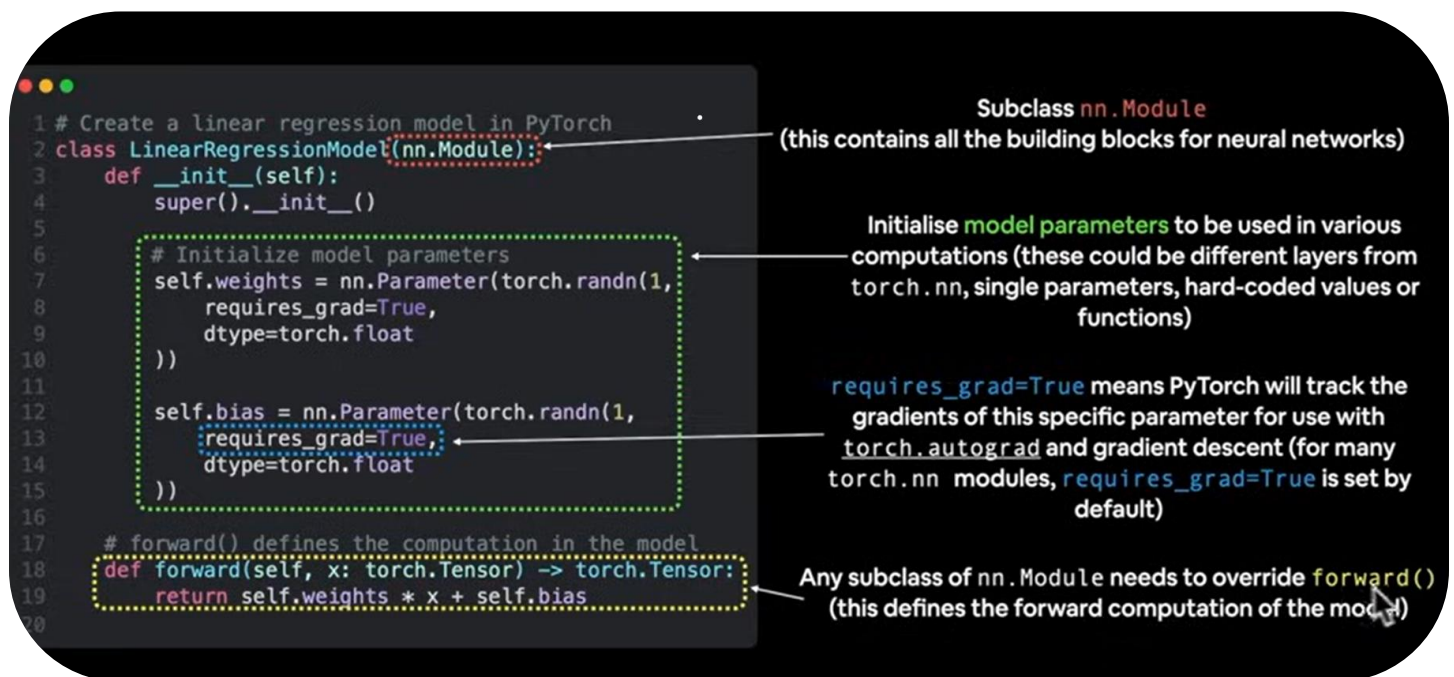 1 # Create a linear regression model in PyTorch
2 class LinearRegressionModel(nn.Module):
3     def __init__(self):
4         super().__init__()
5
6         # Initialize model parameters
7         self.weights = nn.Parameter(torch.randn(1,
8             requires_grad=True,
9             dtype=torch.float
10         ))
11
12         self.bias = nn.Parameter(torch.randn(1,
13             requires_grad=True,
14             dtype=torch.float
15         ))
16
17     # forward() defines the computation in the model
18     def forward(self, x: torch.Tensor) -> torch.Tensor:
19         return self.weights * x + self.bias
20
Subclass nn.Module
(this contains all the building blocks for neural networks)
Initialise model parameters to be used in various
computations (these could be different layers from
torch.nn, single parameters, hard-coded values or
functions)
requires_grad=True means PyTorch will track the
gradients of this specific parameter for use with
torch.autograd and gradient descent (for many
torch.nn modules, requires_grad=True is set by
default)
Any subclass of nn.Module needs to override forward()
(this defines the forward computation of the model)